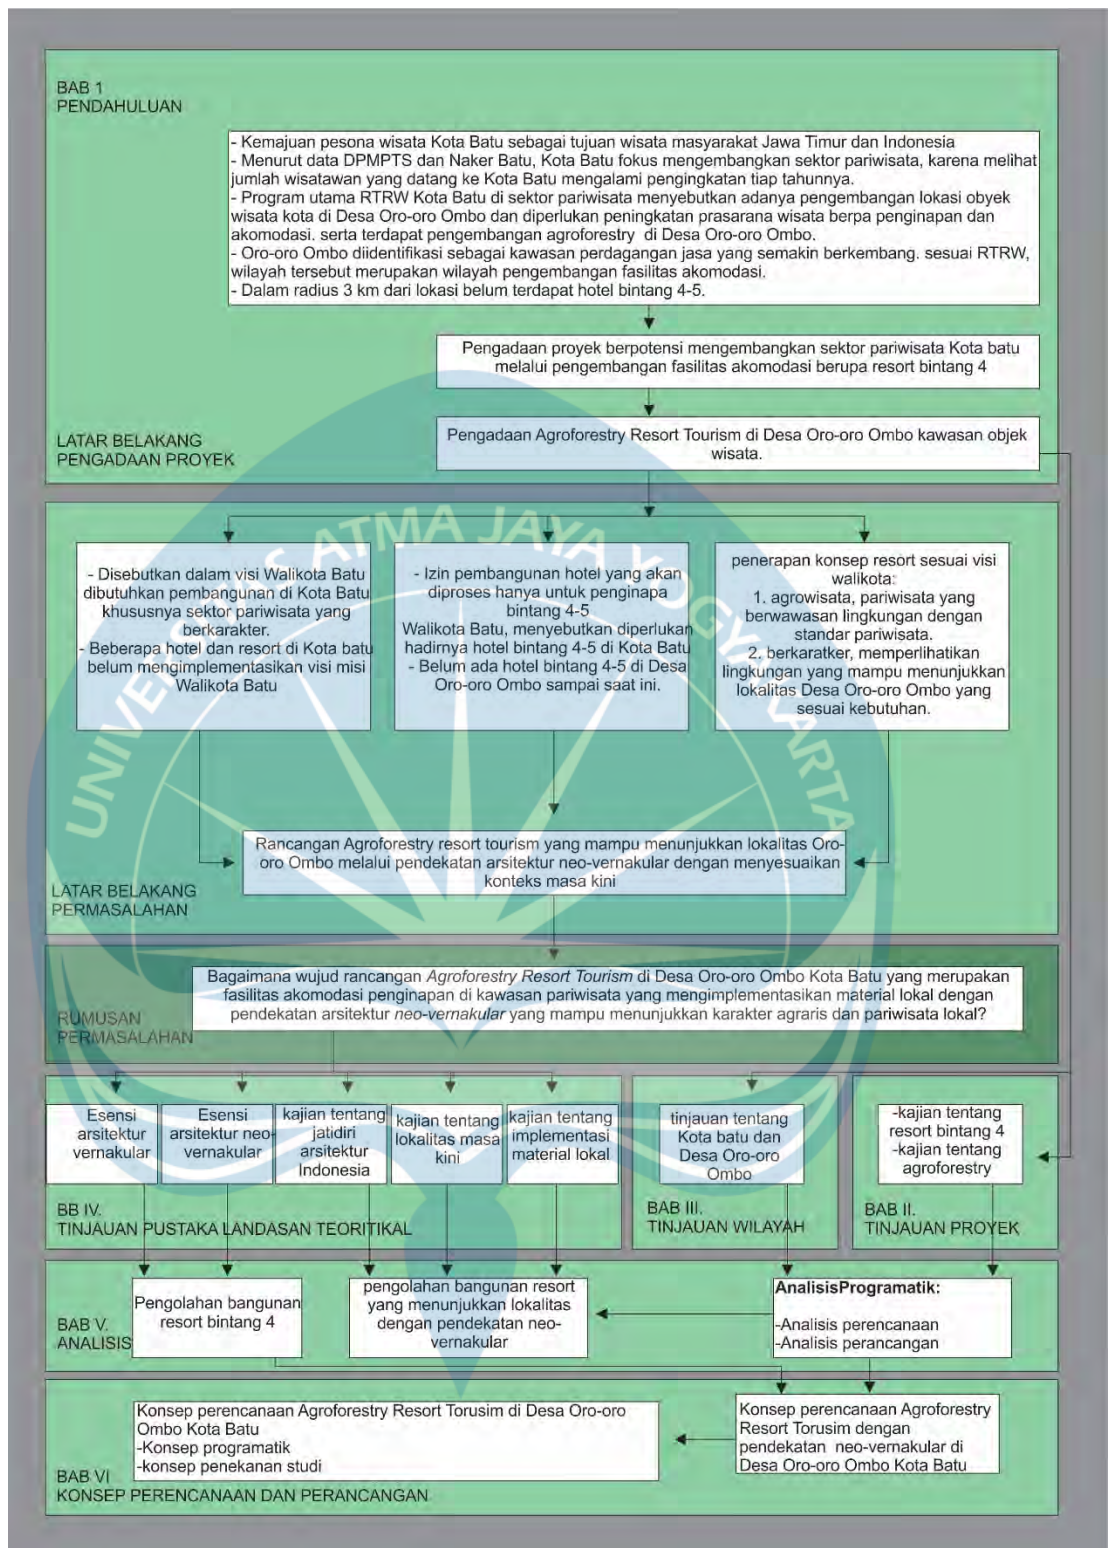 BAB 1
PENDAHULUAN
- Kemajuan pesona wisata Kota Batu sebagai tujuan wisata masyarakat Jawa Timur dan Indonesia
- Menurut data DPMPTS dan Naker Batu, Kota Batu fokus mengembangkan sektor pariwisata, karena melihat
jumlah wisatawan yang datang ke Kota Batu mengalami pengingkatan tiap tahunnya.
- Program utama RTRW Kota Batu di sektor pariwisata menyebutkan adanya pengembangan lokasi obyek
wisata kota di Desa Oro-oro Ombo dan diperlukan peningkatan prasarana wisata berpa penginapan dan
akomodasi. serta terdapat pengembangan agroforestry di Desa Oro-oro Ombo.
- Oro-oro Ombo diidentifikasi sebagai kawasan perdagangan jasa yang semakin berkembang. sesuai RTRW,
wilayah tersebut merupakan wilayah pengembangan fasilitas akomodasi.
- Dalam radius 3 km dari lokasi belum terdapat hotel bintang 4-5.
Pengadaan proyek berpotensi mengembangkan sektor pariwisata Kota batu
melalui pengembangan fasilitas akomodasi berupa resort bintang 4
Pengadaan Agroforestry Resort Tourism di Desa Oro-oro Ombo kawasan objek
wisata.
LATAR BELAKANG
PENGADAAN PROYEK
UNIVERSITAS ATMA JAYA YOGYAKARTA
- Disebutkan dalam visi Walikota Batu
dibutuhkan pembangunan di Kota Batu
khususnya sektor pariwisata yang
berkarakter.
- Beberapa hotel dan resort di Kota batu
belum mengimplementasikan visi misi
Walikota Batu
- Izin pembangunan hotel yang akan
diproses hanya untuk penginapa
bintang 4-5
Walikota Batu, menyebutkan diperlukan
hadirnya hotel bintang 4-5 di Kota Batu
- Belum ada hotel bintang 4-5 di Desa
Oro-oro Ombo sampai saat ini.
penerapan konsep resort sesuai visi
walikota:
1. agrowisata, pariwisata yang
berwawasan lingkungan dengan
standar pariwisata.
2. berkaratker, memperlihatikan
lingkungan yang mampu menunjukkan
lokalitas Desa Oro-oro Ombo yang
sesuai kebutuhan.
Rancangan Agroforestry resort tourism yang mampu menunjukkan lokalitas Oro-
oro Ombo melalui pendekatan arsitektur neo-vernakular dengan menyesuaikan
konteks masa kini
LATAR BELAKANG
PERMASALAHAN
Bagaimana wujud rancangan Agroforestry Resort Tourism di Desa Oro-oro Ombo Kota Batu yang merupakan
fasilitas akomodasi penginapan di kawasan pariwisata yang mengimplementasikan material lokal dengan
pendekatan arsitektur neo-vernakular yang mampu menunjukkan karakter agraris dan pariwisata lokal?
RUMUSAN
PERMASALAHAN
Esensi
arsitektur
vernakular
Esensi
arsitektur neo-
vernakular
kajian tentang
jatidiri
arsitektur
Indonesia
kajian tentang
lokalitas masa
kini
kajian tentang
implementasi
material lokal
tinjauan tentang
Kota batu dan
Desa Oro-oro
Ombo
-kajian tentang
resort bintang 4
-kajian tentang
agroforestry
BB IV.
TINJAUAN PUSTAKA LANDASAN TEORITIKAL
BAB III.
TINJAUAN WILAYAH
BAB II.
TINJAUAN PROYEK
Pengolahan bangunan
resort bintang 4
pengolahan bangunan resort
yang menunjukkan lokalitas
dengan pendekatan neo-
vernakular
AnalisisProgramatik:
-Analisis perencanaan
-Analisis perancangan
BAB V.
ANALISIS
Konsep perencanaan Agroforestry Resort Torusim di Desa Oro-oro
Ombo Kota Batu
-Konsep programatik
-konsep penekanan studi
Konsep perencanaan Agroforestry
Resort Torusim dengan
pendekatan neo-vernakular di
Desa Oro-oro Ombo Kota Batu
BAB VI
KONSEP PERENCANAAN DAN PERANCANGAN